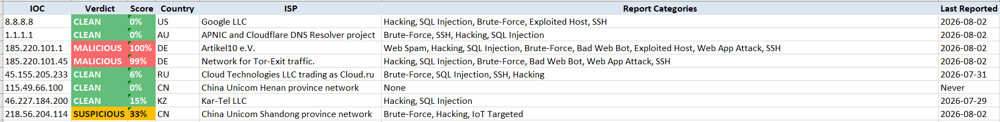 IOC Verdict Score Country ISP Report Categories Last Reported
8.8.8.8 CLEAN 0% US Google LLC Hacking, SQL Injection, Brute-Force, Exploited Host, SSH 2026-08-02
1.1.1.1 CLEAN 0% AU APNIC and Cloudflare DNS Resolver project Brute-Force, SSH, Hacking, SQL Injection 2026-08-02
185.220.101.1 MALICIOUS 100% DE Artikel10 e.V. Web Spam, Hacking, SQL Injection, Brute-Force, Bad Web Bot, Exploited Host, Web App Attack, SSH 2026-08-02
185.220.101.45 MALICIOUS 99% DE Network for Tor-Exit traffic. Hacking, SQL Injection, Brute-Force, Bad Web Bot, Web App Attack, SSH 2026-08-02
45.155.205.233 CLEAN 6% RU Cloud Technologies LLC trading as Cloud.ru Brute-Force, SQL Injection, SSH, Hacking 2026-07-31
115.49.66.100 CLEAN 0% CN China Unicom Henan province network None Never
46.227.184.200 CLEAN 15% KZ Kar-Tel LLC Hacking, SQL Injection 2026-07-29
218.56.204.114 SUSPICIOUS 33% CN China Unicom Shandong province network Brute-Force, Hacking, IoT Targeted 2026-08-02